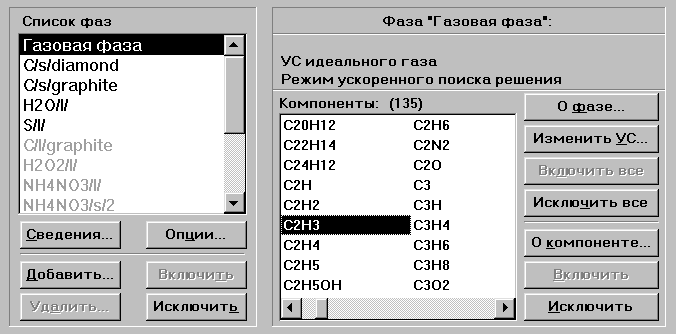 Список фаз
Газовая фаза
C/s/diamond
C/s/graphite
H2O/l/
S/l/
C/l/graphite
H2O2/l/
NH4NO3/l/
NH4NO3/s/2
Сведения...
Опции...
Добавить...
Включить
Удалить...
Исключить
Фаза "Газовая фаза":
УС идеального газа
Режим ускоренного поиска решения
Компоненты: (135)
C20H12 C2H6
C22H14 C2N2
C24H12 C2O
C2H C3
C2H2 C3H
C2H3 C3H4
C2H4 C3H6
C2H5 C3H8
C2H5OH C3O2
О фазе...
Изменить УС...
Включить все
Исключить все
О компоненте...
Включить
Исключить